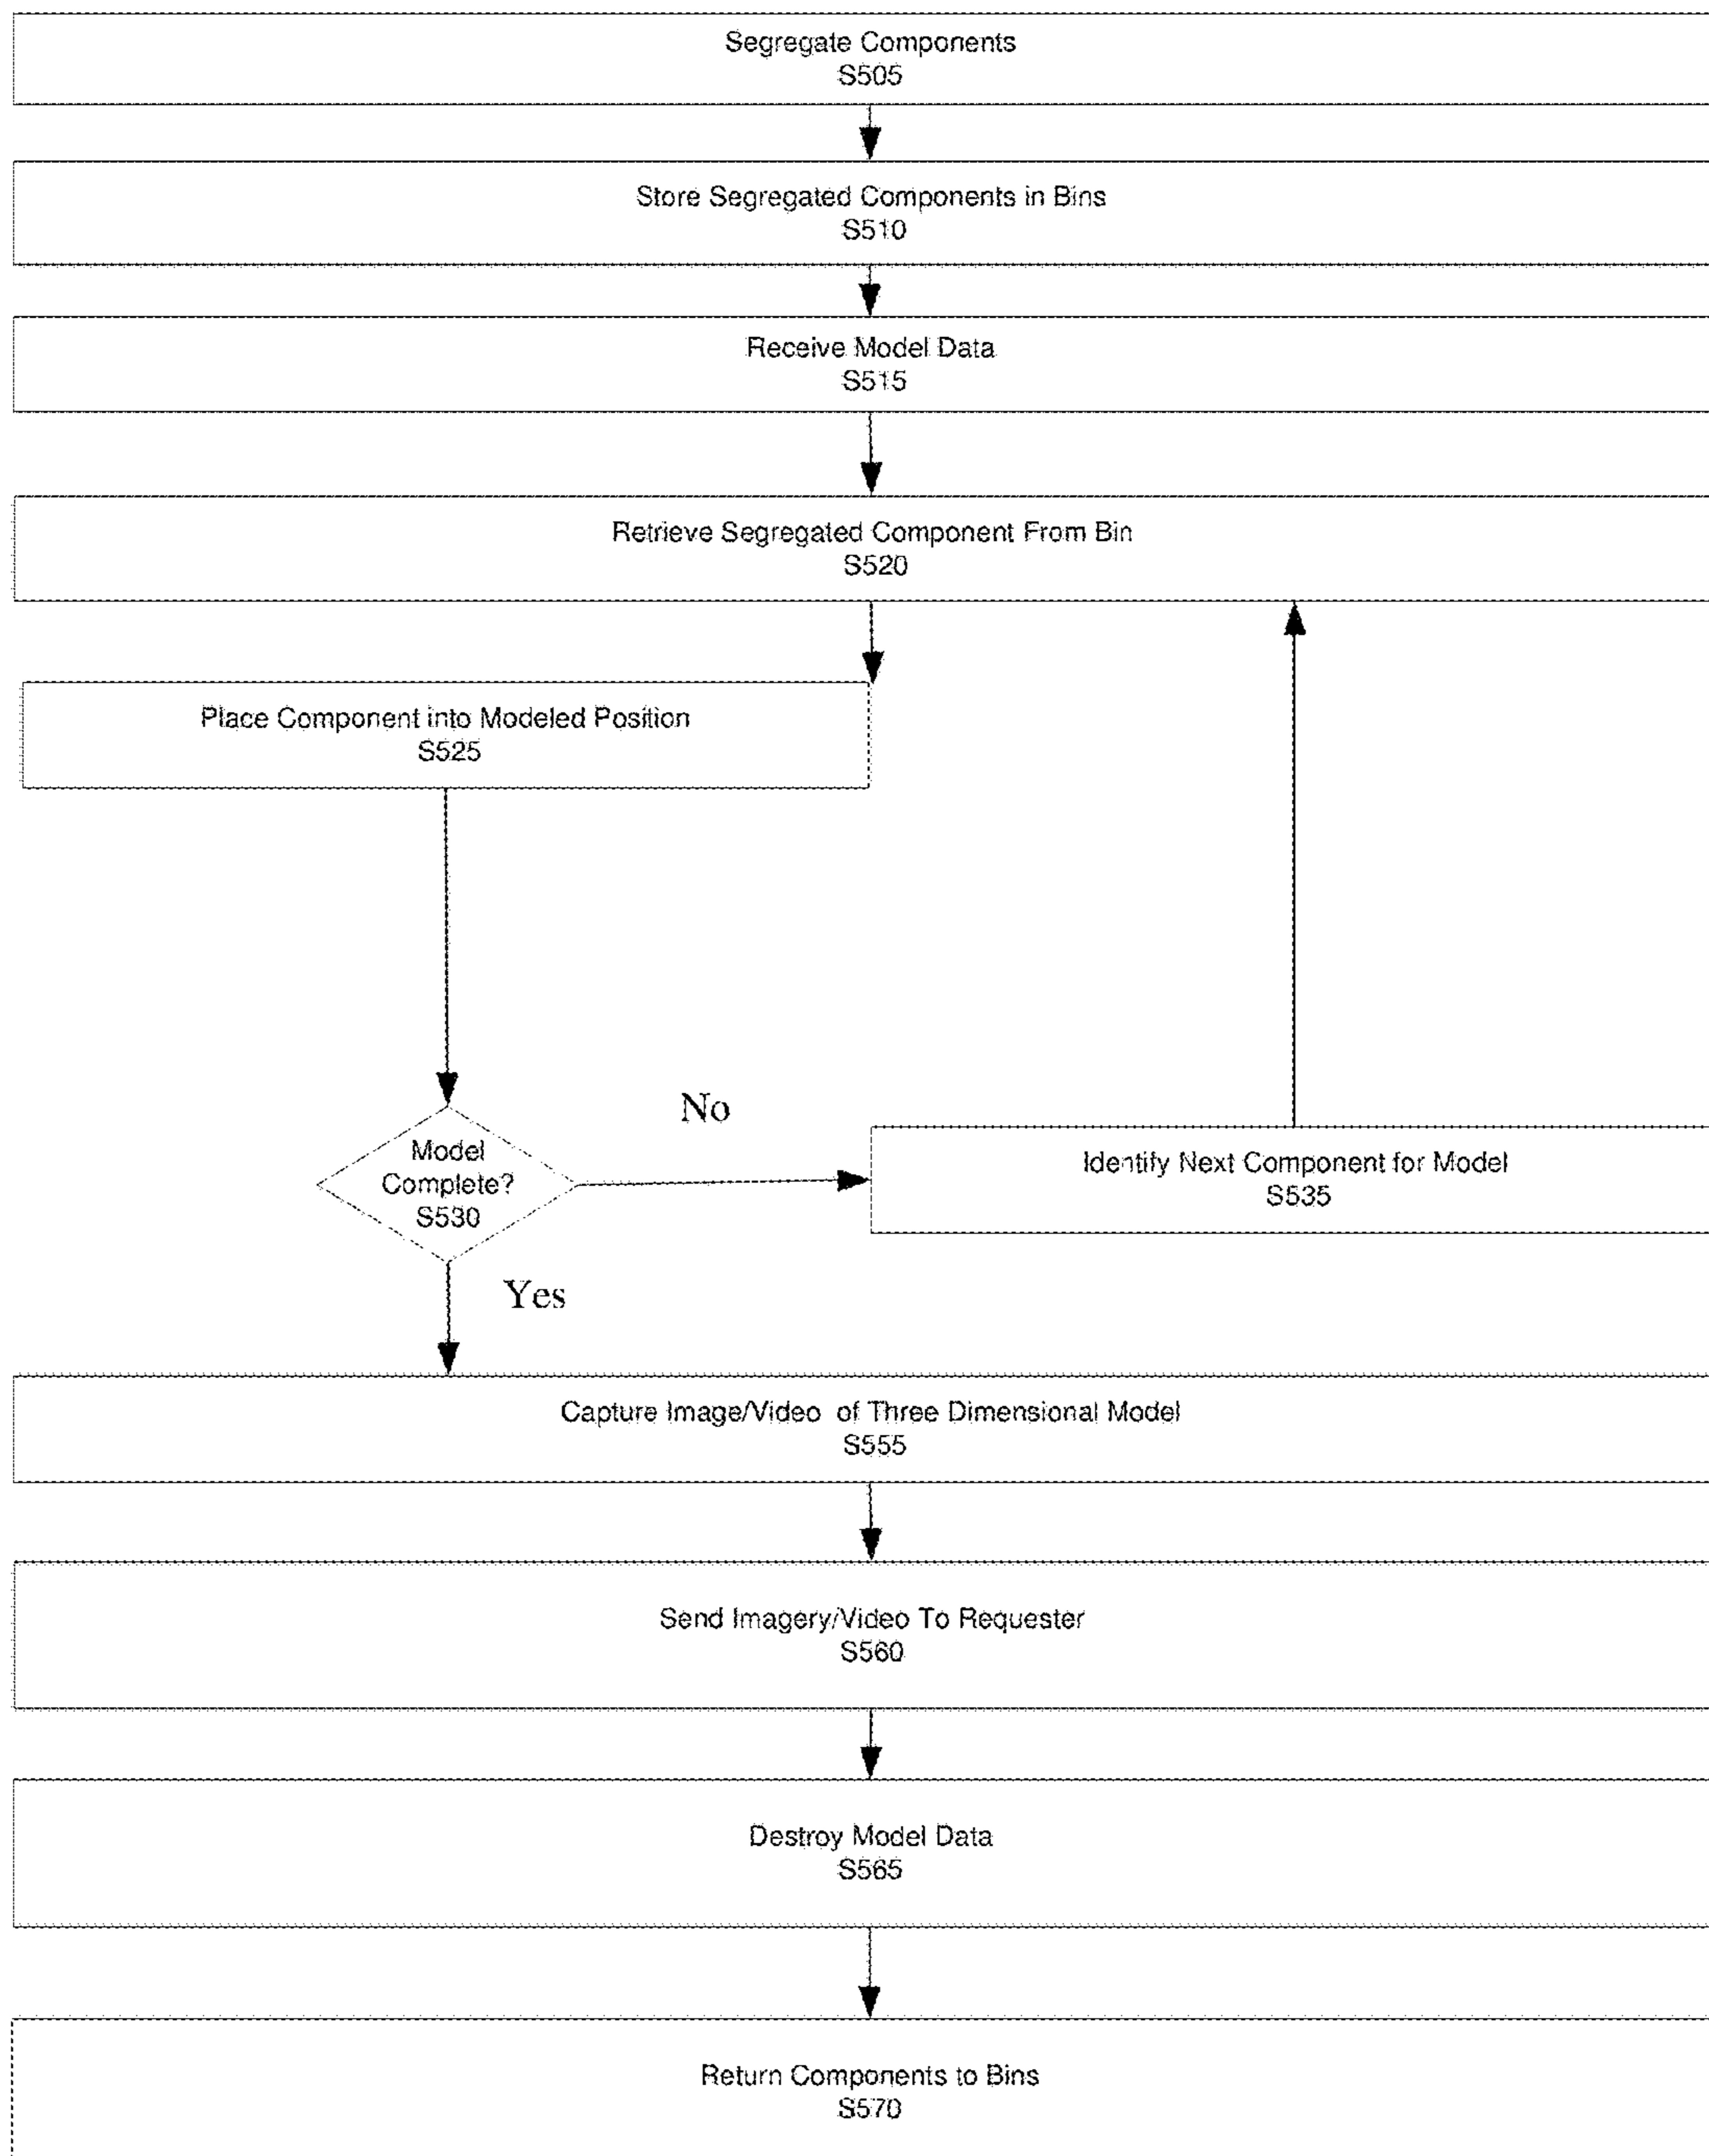 Segregate Components
S505
Store Segregated Components in Bins
S510
Receive Model Data
S515
Retrieve Segregated Component From Bin
S520
Place Component into Modeled Position
S525
Model
Complete?
S530
No
Identify Next Component for Model
S535
Yes
Capture Image/Video of Three Dimensional Model
S555
Send Imagery/Video To Requester
S560
Destroy Model Data
S565
Return Components to Bins
S570